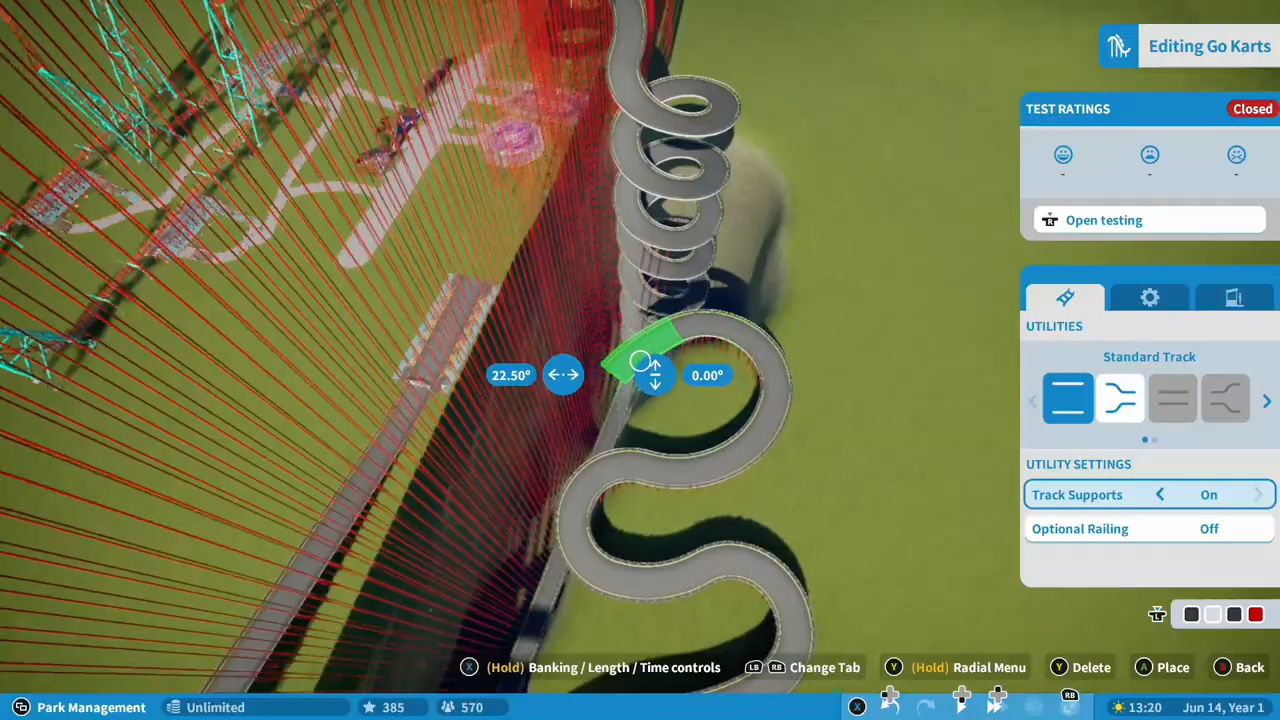 Editing Go Karts
TEST RATINGS
Closed
- - -
Open testing
UTILITIES
Standard Track
22.50°
0.00°
UTILITY SETTINGS
Track Supports On
Optional Railing Off
L
X (Hold) Banking / Length / Time controls
LB RB Change Tab
Y (Hold) Radial Menu
Y Delete
A Place
B Back
Park Management
Unlimited
385
570
X
RB
13:20
Jun 14, Year 1